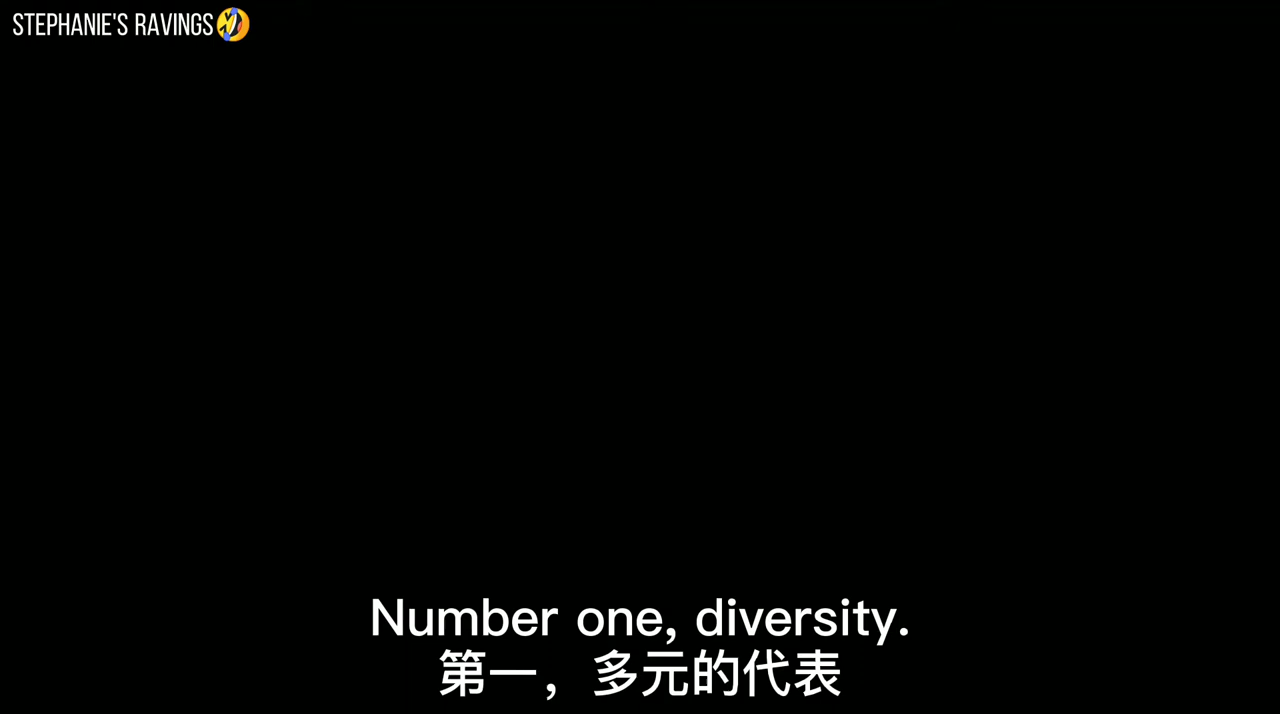 STEPHANIE'S RAVINGS🤣
Number one, diversity.
第一，多元的代表